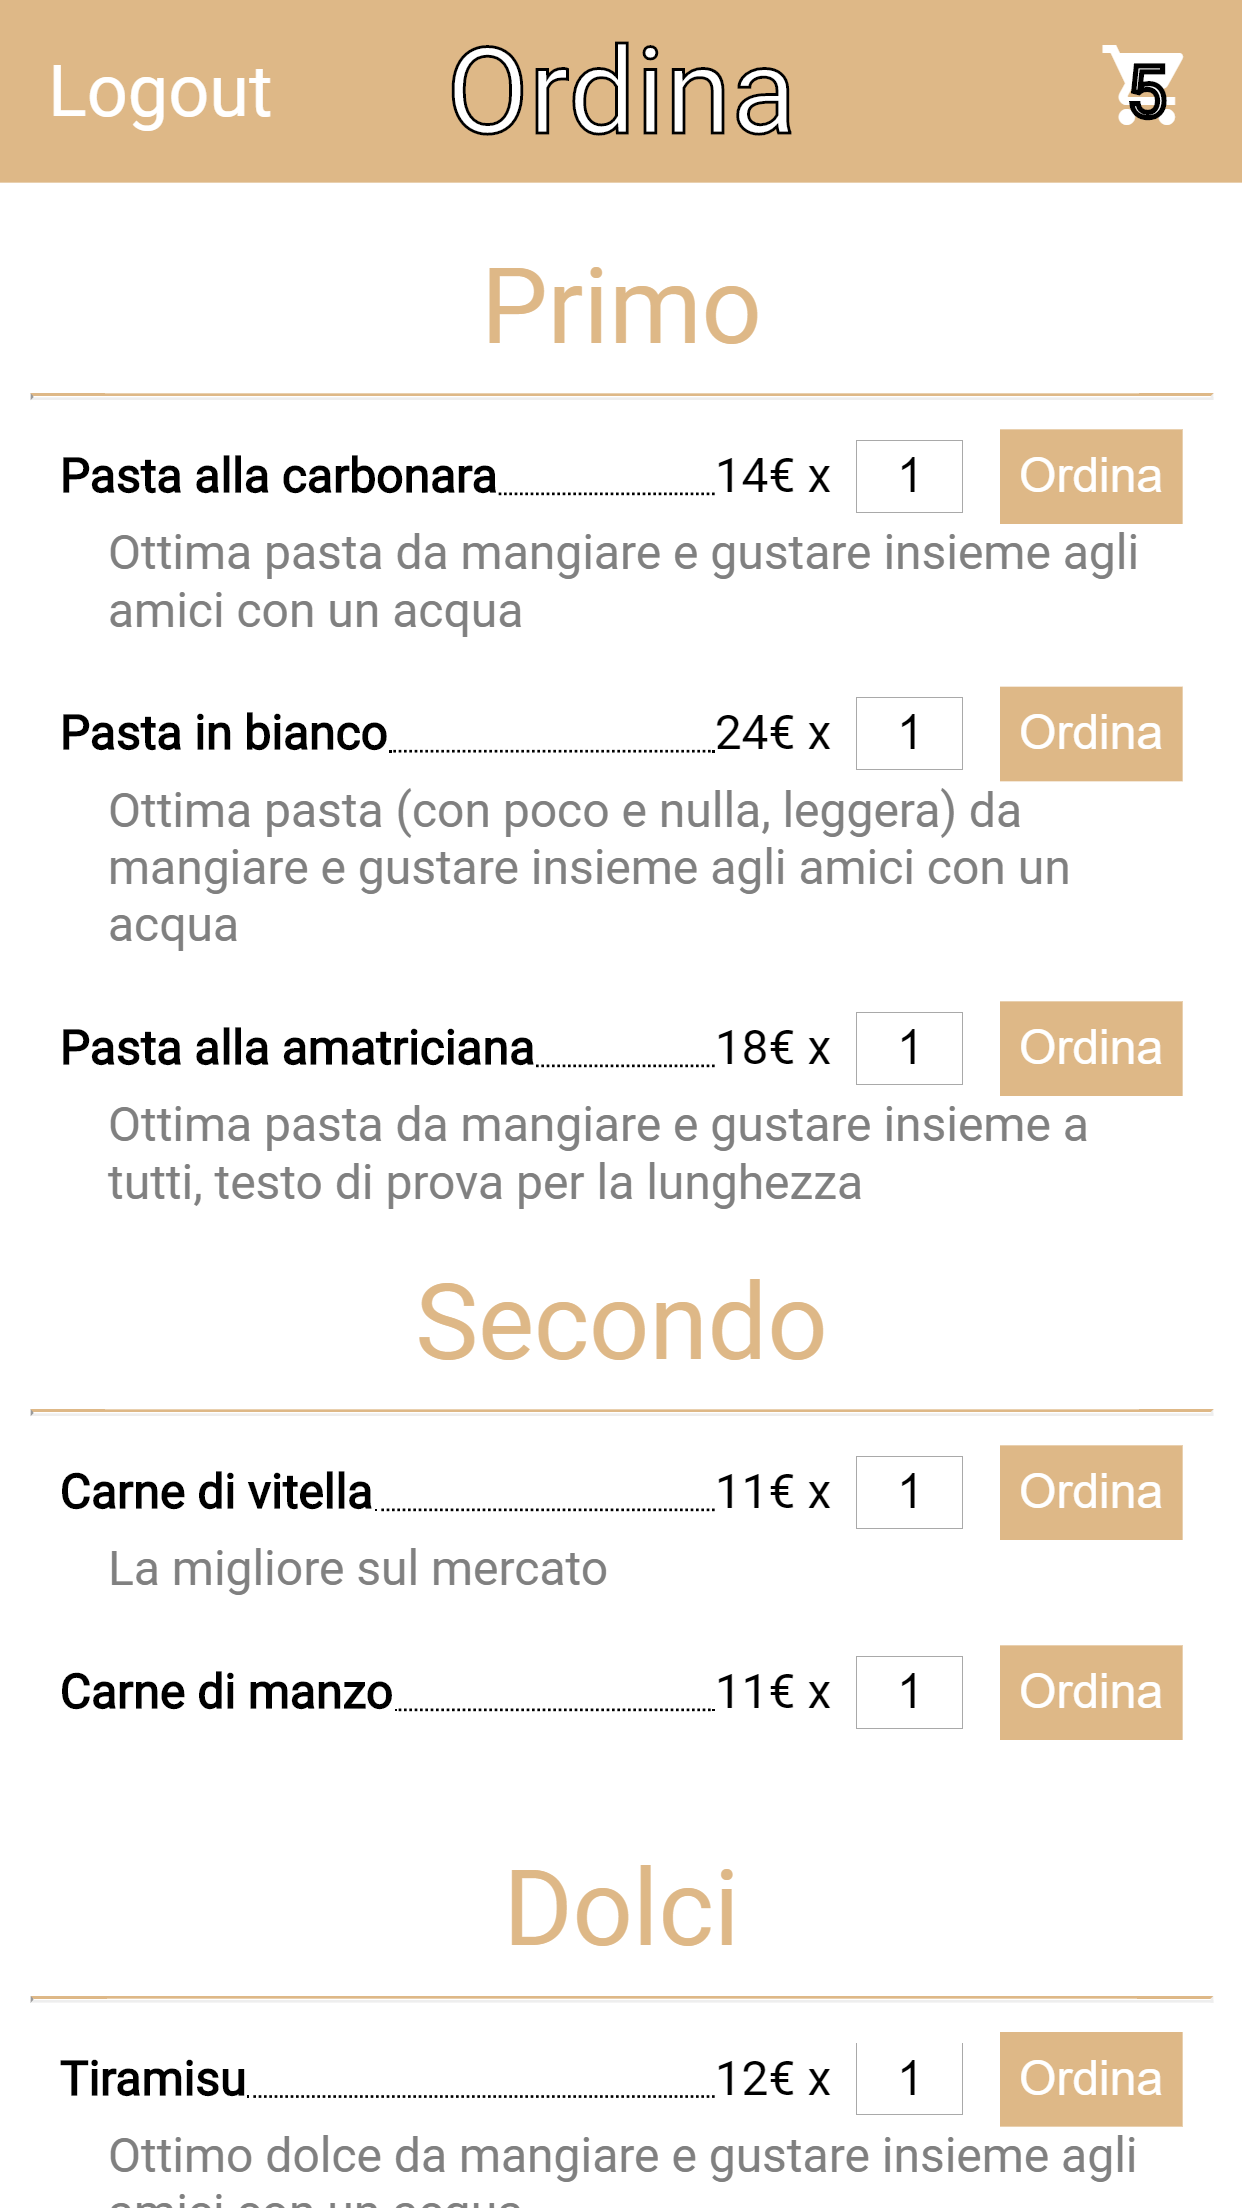 Logout Ordina 5
Primo
Pasta alla carbonara 14€ x 1 Ordina
Ottima pasta da mangiare e gustare insieme agli
amici con un acqua
Pasta in bianco 24€ x 1 Ordina
Ottima pasta (con poco e nulla, leggera) da
mangiare e gustare insieme agli amici con un
acqua
Pasta alla amatriciana 18€ x 1 Ordina
Ottima pasta da mangiare e gustare insieme a
tutti, testo di prova per la lunghezza
Secondo
Carne di vitella 11€ x 1 Ordina
La migliore sul mercato
Carne di manzo 11€ x 1 Ordina
Dolci
Tiramisu 12€ x 1 Ordina
Ottimo dolce da mangiare e gustare insieme agli
amici con un acqua